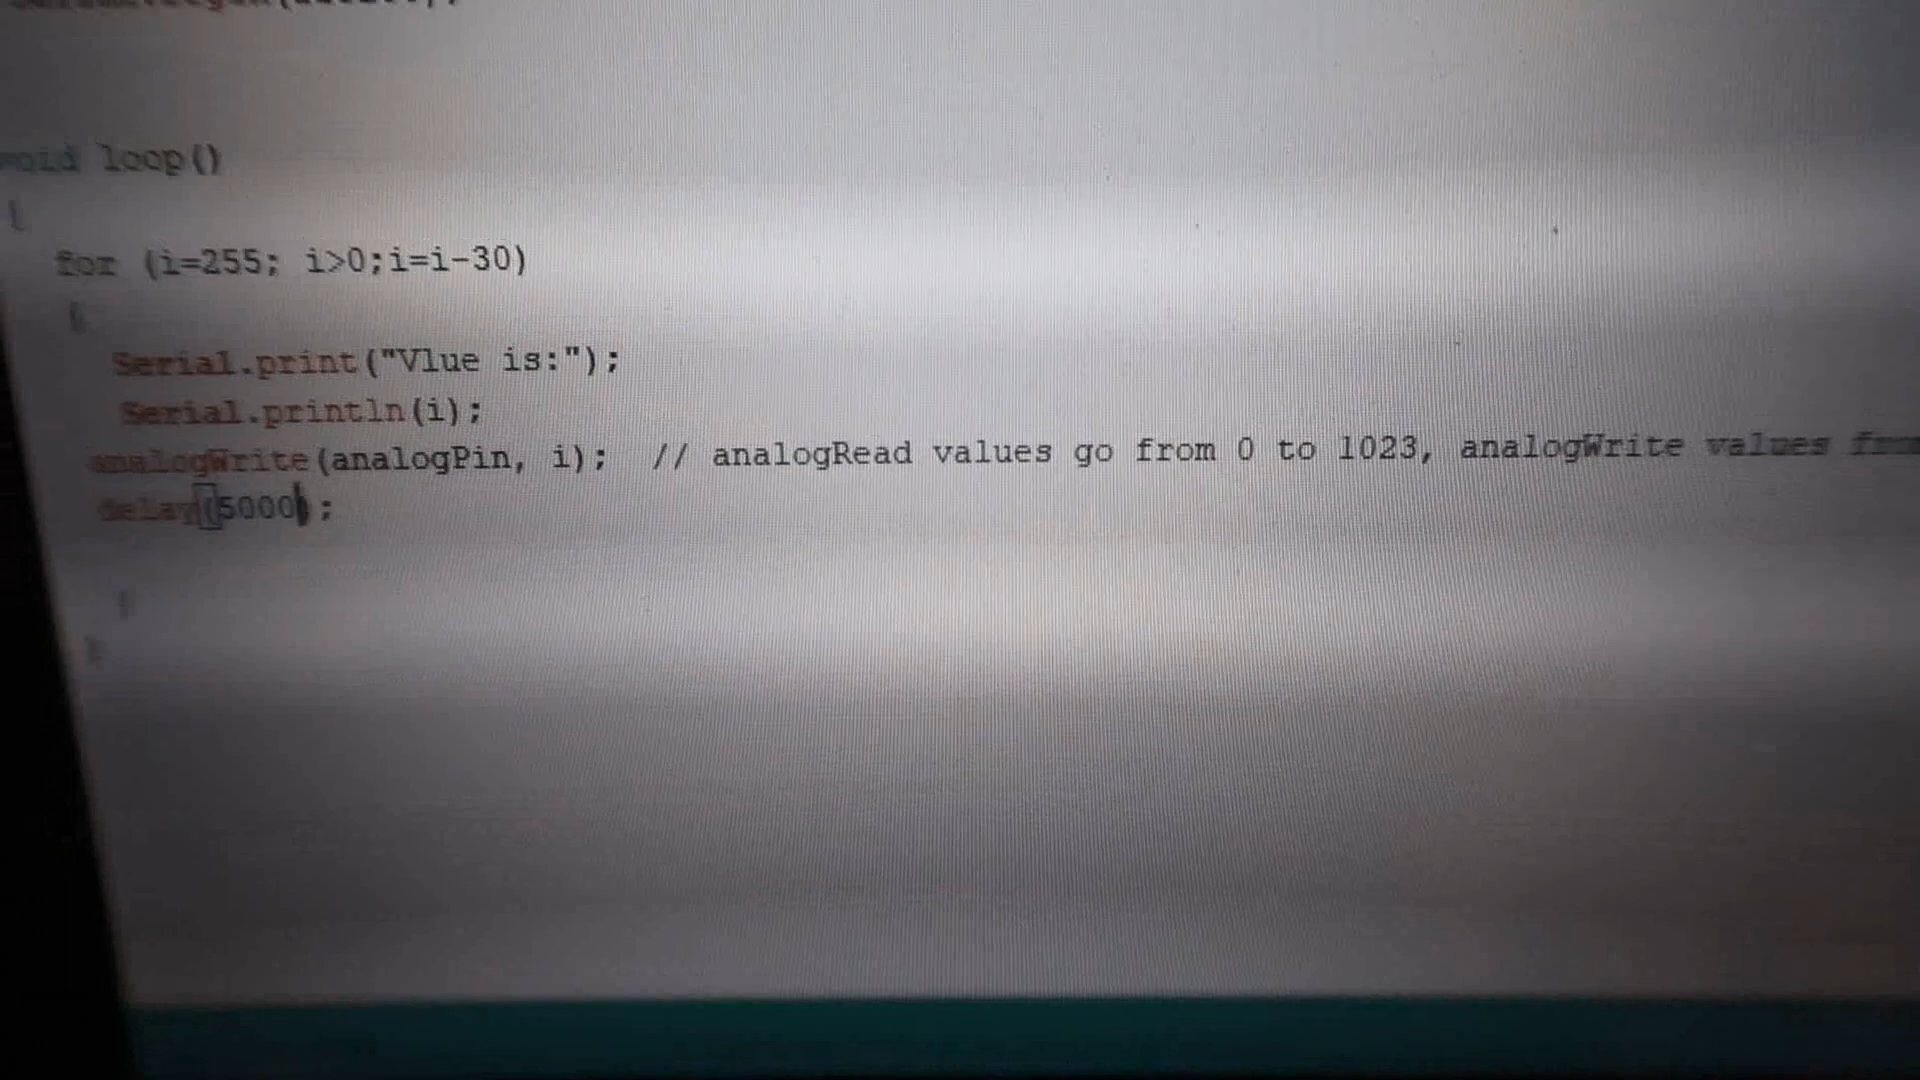 void loop()
{
for (i=255; i>0;i=i-30)
{
Serial.print("Vlue is:");
Serial.println(i);
analogWrite(analogPin, i); // analogRead values go from 0 to 1023, analogWrite values from
delay(5000);
}
}